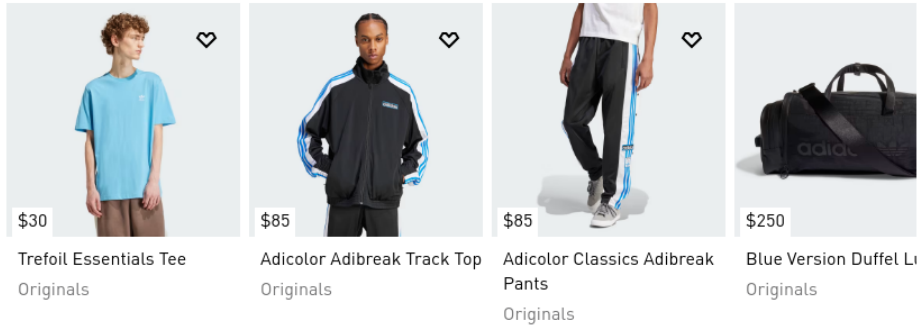 $30
Trefoil Essentials Tee
Originals
$85
Adicolor Adibreak Track Top
Originals
$85
Adicolor Classics Adibreak
Pants
Originals
adidas
$250
Blue Version Duffel
Originals